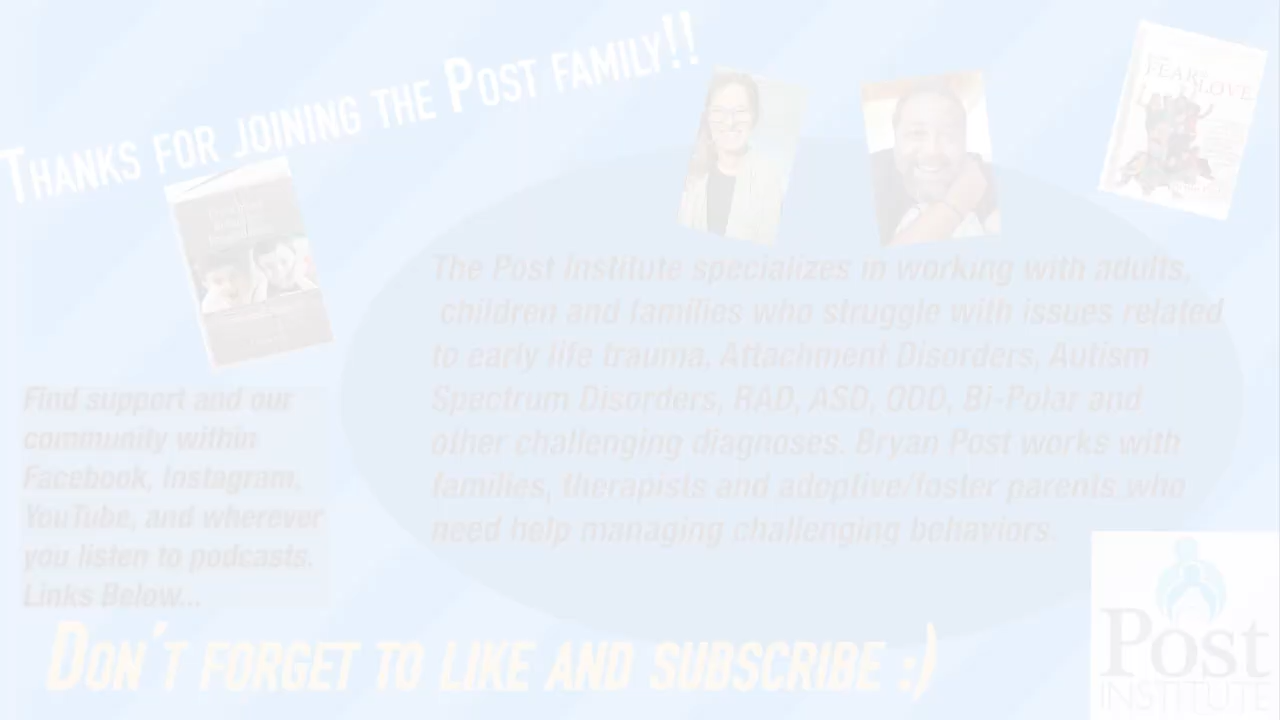 THANKS FOR JOINING THE POST FAMILY!!
FEAR
LOVE
The Post Institute specializes in working with adults,
children and families who struggle with issues related
to early life trauma, Attachment Disorders, Autism
Spectrum Disorders, RAD, ASD, ODD, Bi-Polar and
other challenging diagnoses. Bryan Post works with
families, therapists and adoptive/foster parents who
need help managing challenging behaviors.
Find support and our
community within
Facebook, Instagram,
YouTube, and wherever
you listen to podcasts.
Links Below...
DON'T FORGET TO LIKE AND SUBSCRIBE :)
Post
INSTITUTE